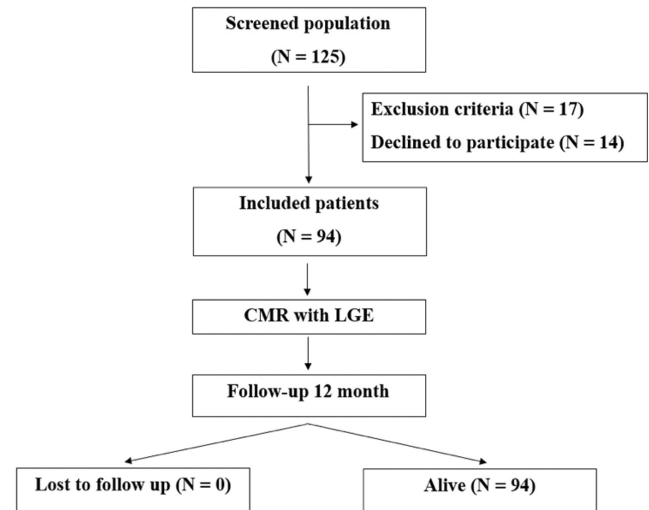 Screened population
(N = 125)
Exclusion criteria (N = 17)
Declined to participate (N = 14)
Included patients
(N = 94)
CMR with LGE
Follow-up 12 month
Lost to follow up (N = 0)
Alive (N = 94)